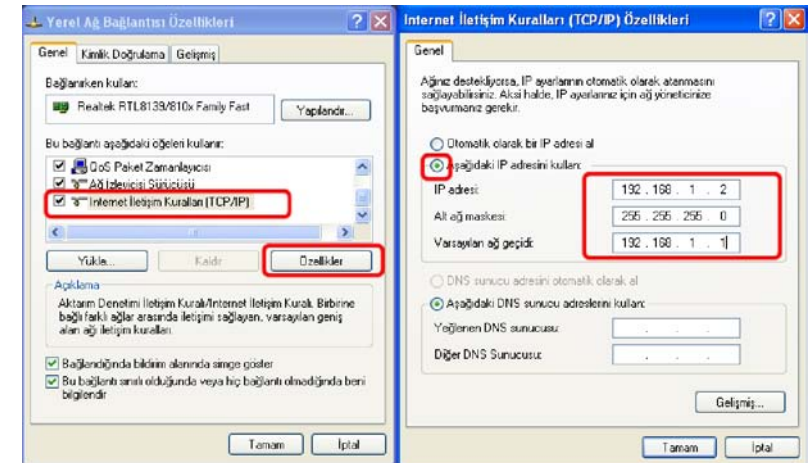 Yerel Ağ Bağlantısı Özellikleri
Genel
Kimlik Doğrulama
Gelişmiş
Bağlanırken kullan:
Realtek RTL8139/810x Family Fast
Yapılandır...
Bu bağlantı aşağıdaki öğeleri kullanır:
QoS Paket Zamanlayıcısı
Ağ İzleyicisi Sürücüsü
Internet İletişim Kuralları (TCP/IP)
Yükle...
Kaldır
Özellikler
Açıklama
Aktarım Denetimi İletişim Kuralı/Internet İletişim Kuralı. Birbirine
bağlı farklı ağlar arasında iletişimi sağlayan, varsayılan geniş
alan ağı iletişim kuralları.
Bağlandığında bildirim alanında simge göster
Bu bağlantı sınırlı olduğunda veya hiç bağlantı olmadığında beni
bilgilendir
Tamam
İptal
Internet İletişim Kuralları (TCP/IP) Özellikleri
Genel
Ağınız destekliyorsa, IP ayarlarının otomatik olarak atanmasını
sağlayabilirsiniz. Aksi halde, IP ayarlarınız için ağ yöneticinize
başvurmanız gerekir.
Otomatik olarak bir IP adresi al
Aşağıdaki IP adresini kullan:
IP adresi: 192 . 168 . 1 . 2
Alt ağ maskesi: 255 . 255 . 255 . 0
Varsayılan ağ geçidi: 192 . 168 . 1 . 1
DNS sunucu adresini otomatik olarak al
Aşağıdaki DNS sunucu adreslerini kullan:
Yeğlenen DNS sunucusu:
Diğer DNS Sunucusu:
Gelişmiş...
Tamam
İptal